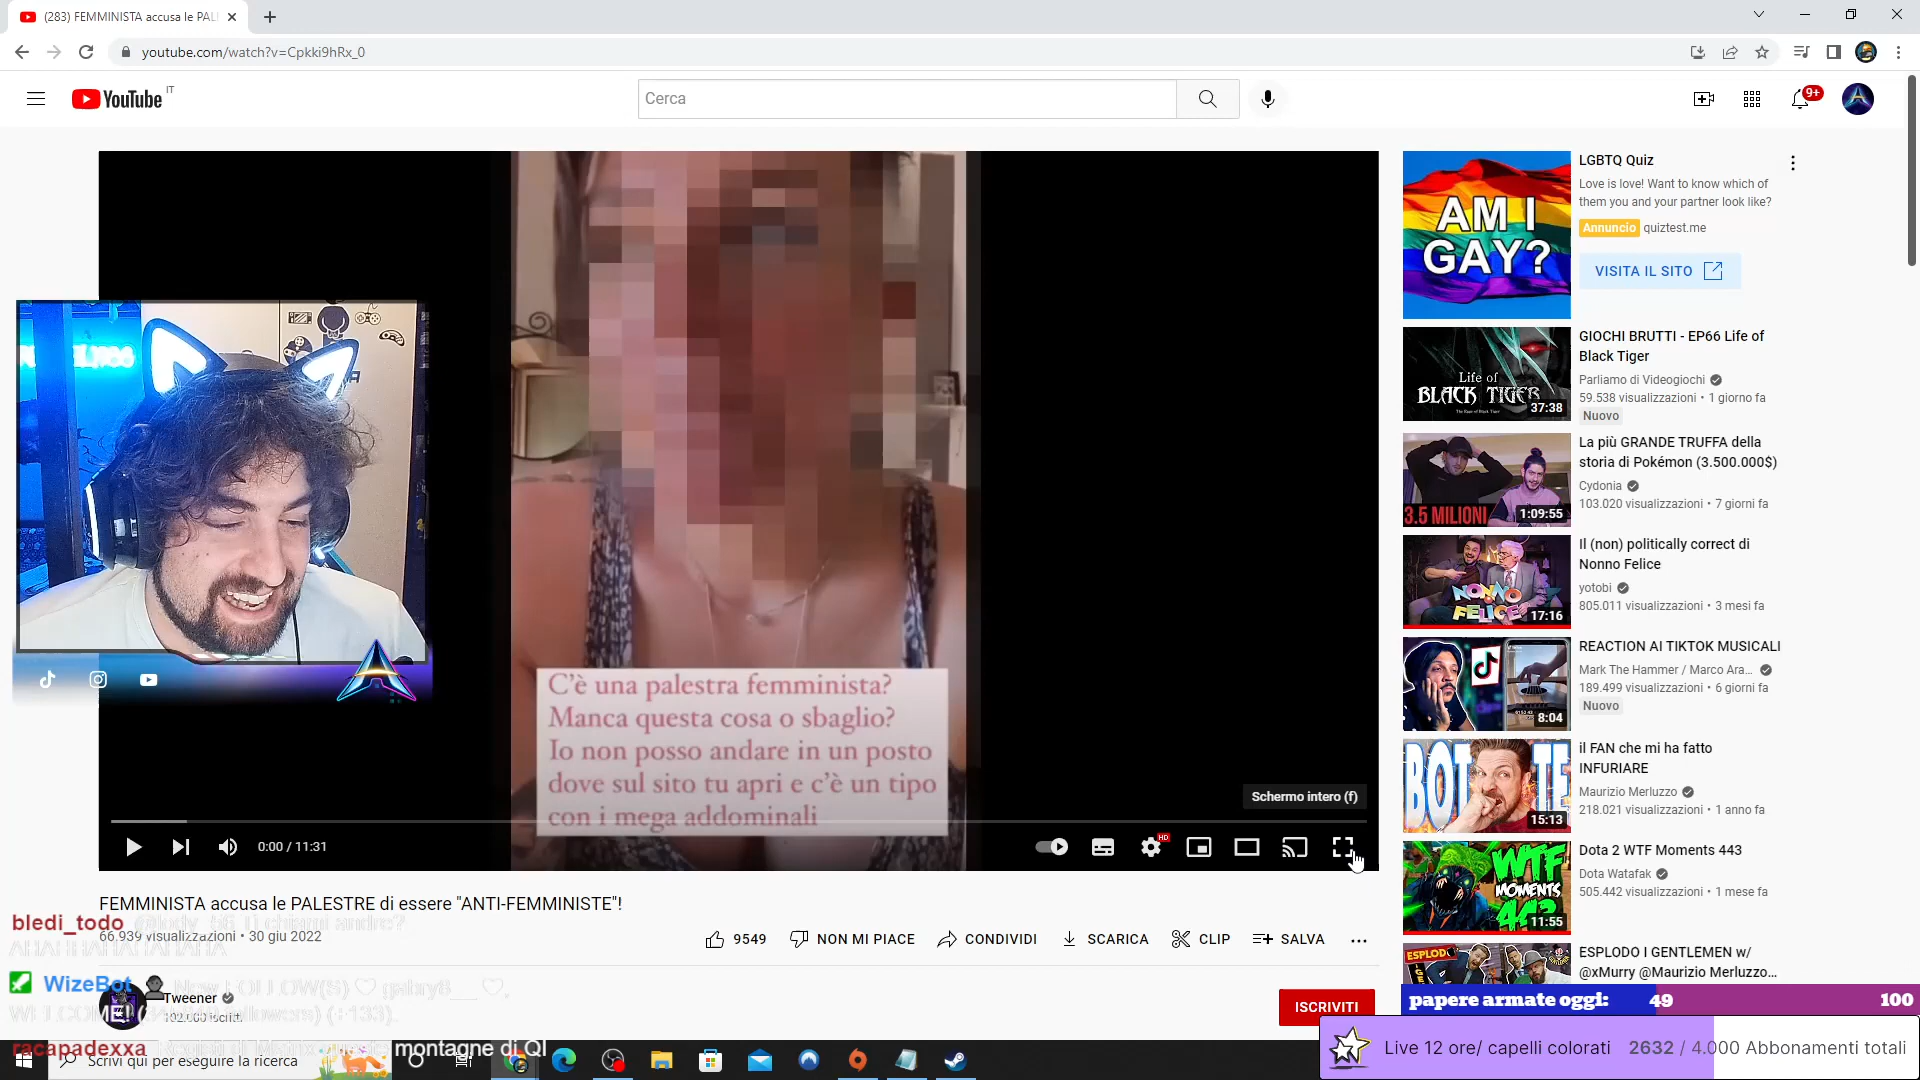 (283) FEMMINISTA accusa le PAL
youtube.com/watch?v=Cpkki9hRx_0
YouTube IT
Cerca
9+
C'è una palestra femminista?
Manca questa cosa o sbaglio?
Io non posso andare in un posto
dove sul sito tu apri e c'è un tipo
con i mega addominali
Schermo intero (f)
0:00 / 11:31
HD
FEMMINISTA accusa le PALESTRE di essere "ANTI-FEMMINISTE"!
66.939 visualizzazioni • 30 giu 2022
9549
NON MI PIACE
CONDIVIDI
SCARICA
CLIP
SALVA
Tweener
ISCRIVITI
bledi_todo
WizeBot
racapadexxa
montagne di QI
Scrivi qui per eseguire la ricerca
AM I
GAY?
LGBTQ Quiz
Love is love! Want to know which of
them you and your partner look like?
Annuncio quiztest.me
VISITA IL SITO
Life of
BLACK TIGER
37:38
GIOCHI BRUTTI - EP66 Life of
Black Tiger
Parliamo di Videogiochi
59.538 visualizzazioni • 1 giorno fa
Nuovo
3.5 MILIONI
1:09:55
La più GRANDE TRUFFA della
storia di Pokémon (3.500.000$)
Cydonia
103.020 visualizzazioni • 7 giorni fa
NONNO
FELICE
17:16
Il (non) politically correct di
Nonno Felice
yotobi
805.011 visualizzazioni • 3 mesi fa
8:04
REACTION AI TIKTOK MUSICALI
Mark The Hammer / Marco Ara...
189.499 visualizzazioni • 6 giorni fa
Nuovo
BOT TE
15:13
il FAN che mi ha fatto
INFURIARE
Maurizio Merluzzo
218.021 visualizzazioni • 1 anno fa
WTF
MOMENTS
443
11:55
Dota 2 WTF Moments 443
Dota Watafak
505.442 visualizzazioni • 1 mese fa
ESPLODO I GENTLEMEN w/
@xMurry @Maurizio Merluzzo...
papere armate oggi: 49 100
Live 12 ore/ capelli colorati 2632 / 4.000 Abbonamenti totali